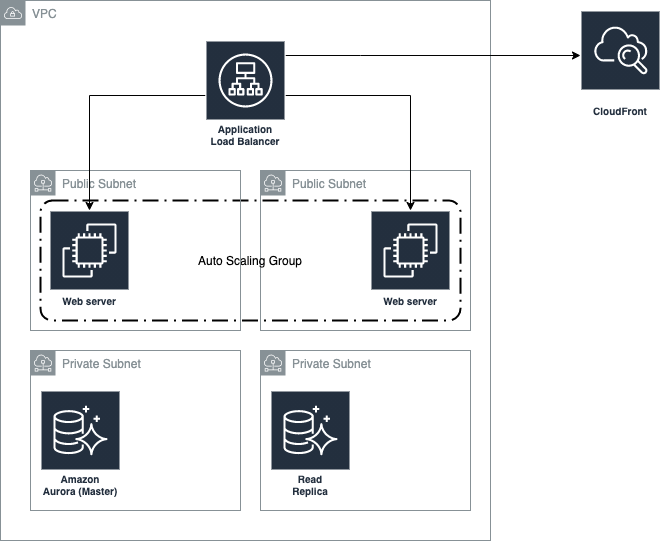 VPC
Application
Load Balancer
CloudFront
Public Subnet
Public Subnet
Auto Scaling Group
Web server
Web server
Private Subnet
Private Subnet
Amazon
Aurora (Master)
Read
Replica